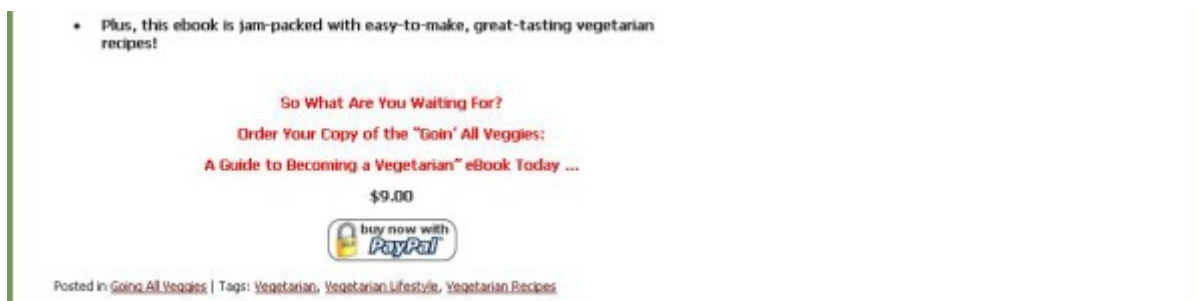 • Plus, this ebook is jam-packed with easy-to-make, great-tasting vegetarian
recipes!
So What Are You Waiting For?
Order Your Copy of the "Goin' All Veggies:
A Guide to Becoming a Vegetarian" eBook Today ...
$9.00
buy now with
PayPal
Posted in Going All Veggies | Tags: Vegetarian, Vegetarian Lifestyle, Vegetarian Recipes